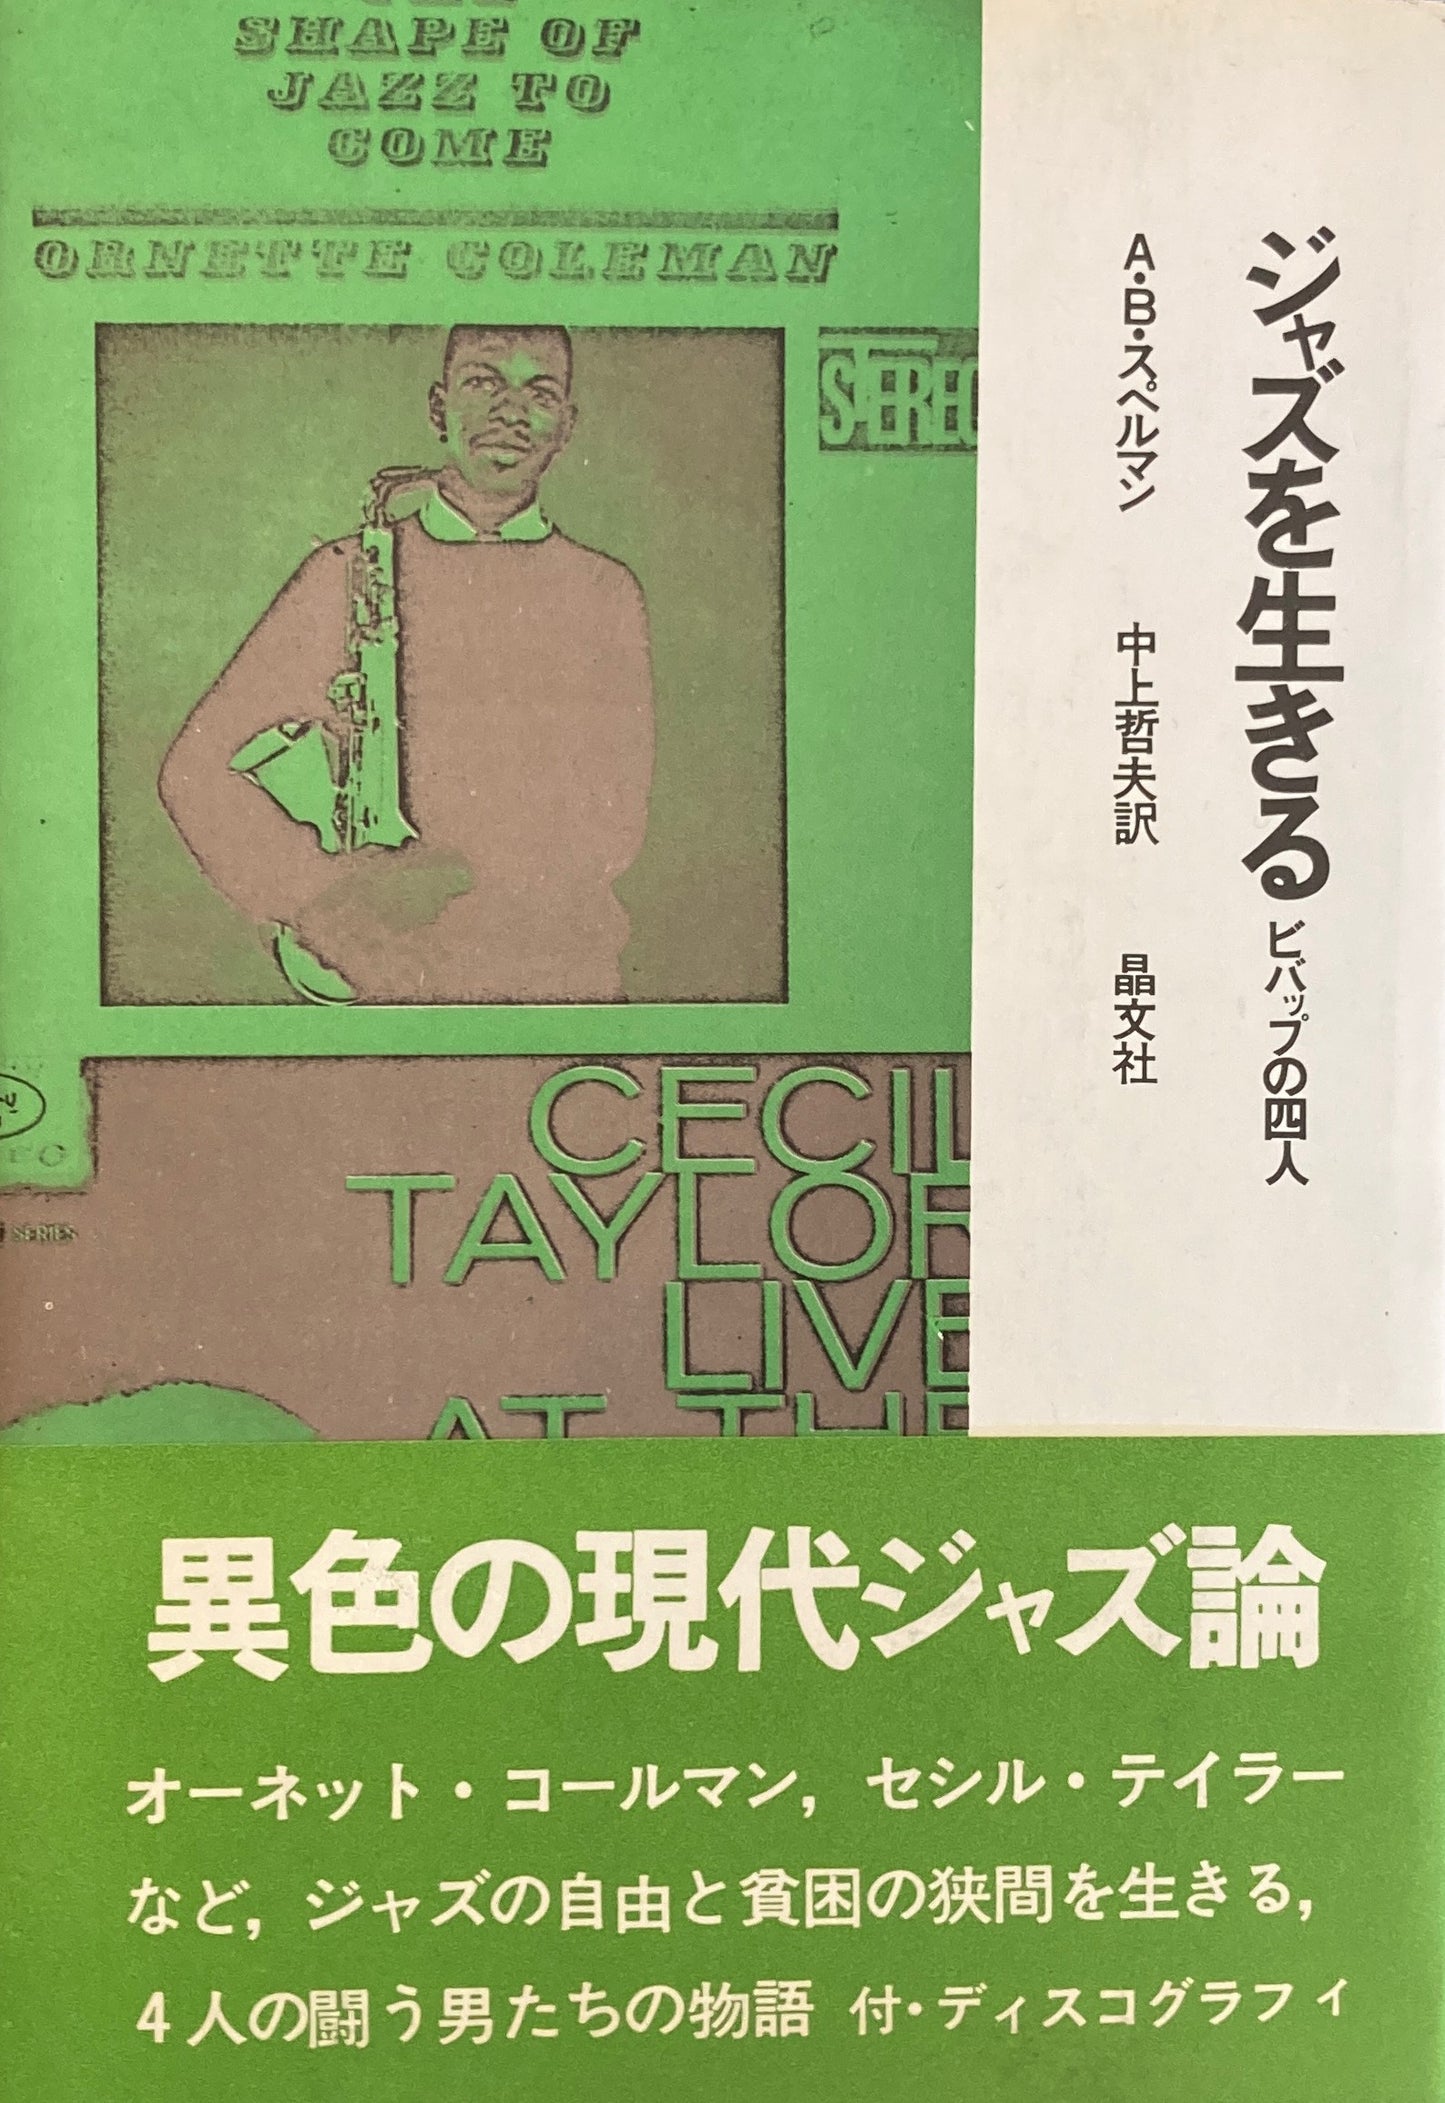 SHAPE OF
JAZZ TO
COME
ORNETTE COLEMAN
STEREO
CECIL
TAYLOR
LIVE
AT THE
SERIES
ジャズを生きる ビバップの四人
A・B・スペルマン 中上哲夫訳 晶文社
異色の現代ジャズ論
オーネット・コールマン，セシル・テイラー
など，ジャズの自由と貧困の狭間を生きる，
4人の闘う男たちの物語 付・ディスコグラフィ